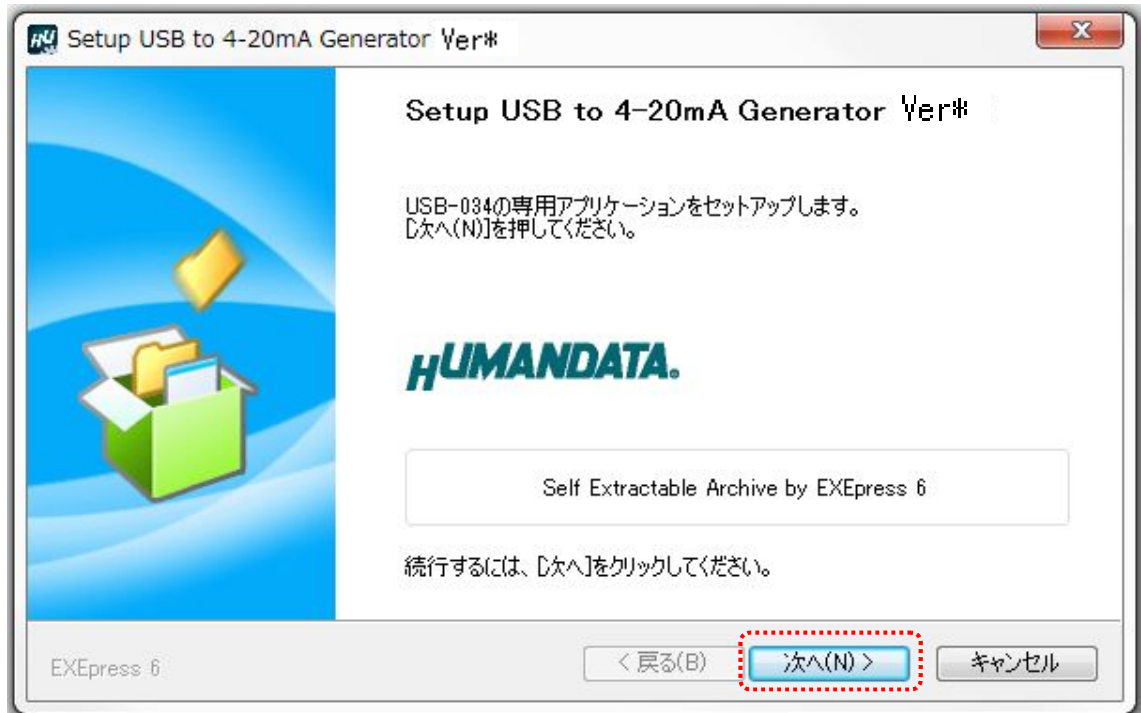 Setup USB to 4-20mA Generator Ver*
Setup USB to 4-20mA Generator Ver*
USB-034の専用アプリケーションをセットアップします。
[次へ(N)]を押してください。
HUMANDATA.
Self Extractable Archive by EXEpress 6
続行するには、[次へ]をクリックしてください。
EXEpress 6
< 戻る(B) 次へ(N) > キャンセル